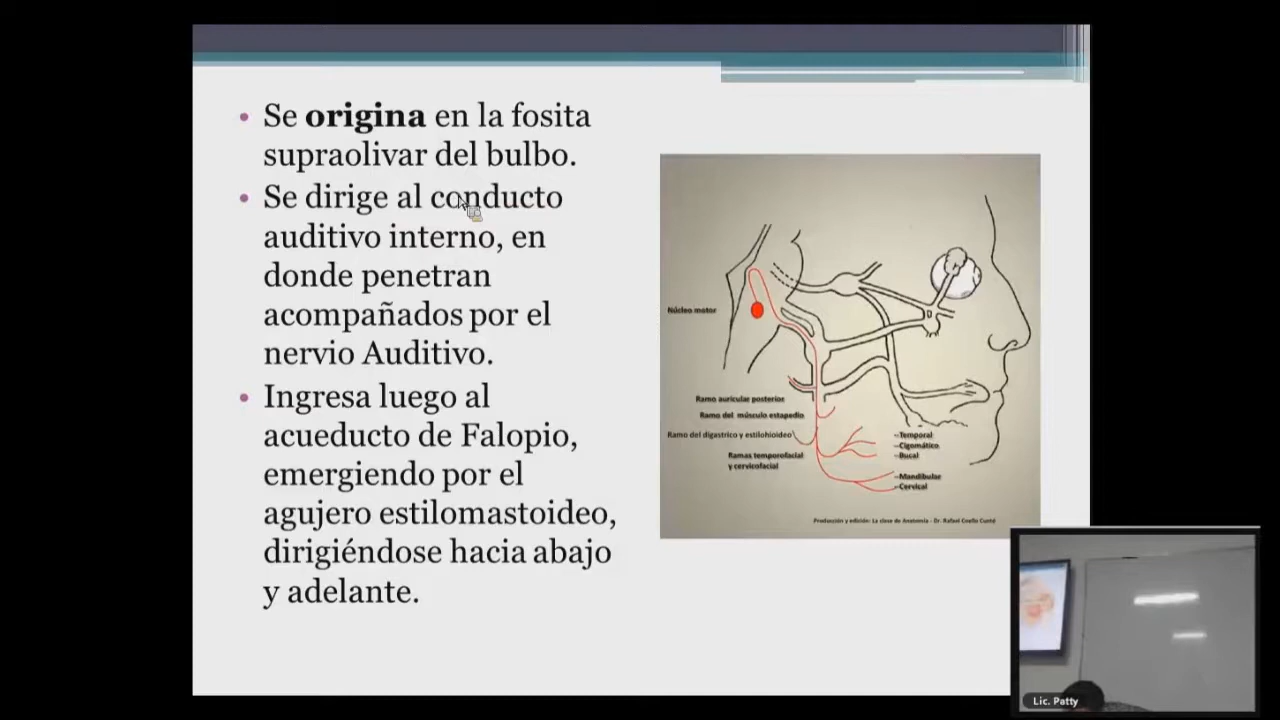 • Se origina en la fosita
supraolivar del bulbo.
• Se dirige al conducto
auditivo interno, en
donde penetran
acompañados por el
nervio Auditivo.
• Ingresa luego al
acueducto de Falopio,
emergiendo por el
agujero estilomastoideo,
dirigiéndose hacia abajo
y adelante.
Núcleo motor
Ramo auricular posterior
Ramo del músculo estapedio
Ramo del digastrico y estilohioideo
Ramas temporofacial
y cervicofacial
-Temporal
-Cigomático
-Bucal
-Mandibular
-Cervical
Producción y edición: La clase de Anatomía - Dr. Rafael Coello Cuntó
Lic. Patty